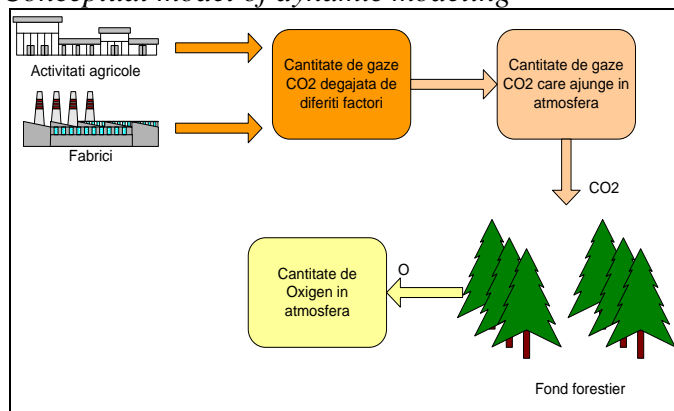 Conceptual model of dynamic modeling
Activitati agricole
Fabrici
Cantitate de gaze
CO2 degajata de
diferiti factori
Cantitate de gaze
CO2 care ajunge in
atmosfera
CO2
O
Cantitate de
Oxigen in
atmosfera
Fond forestier